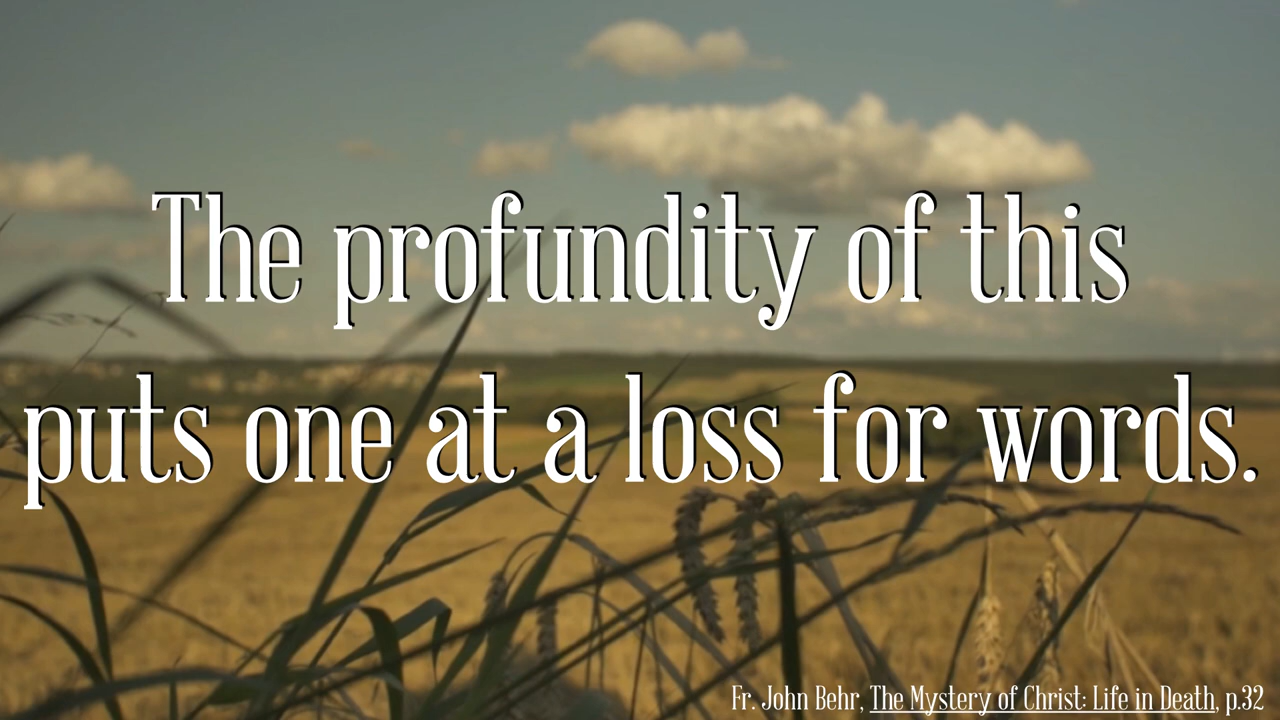 The profundity of this
puts one at a loss for words.
Fr. John Behr, The Mystery of Christ: Life in Death, p.32